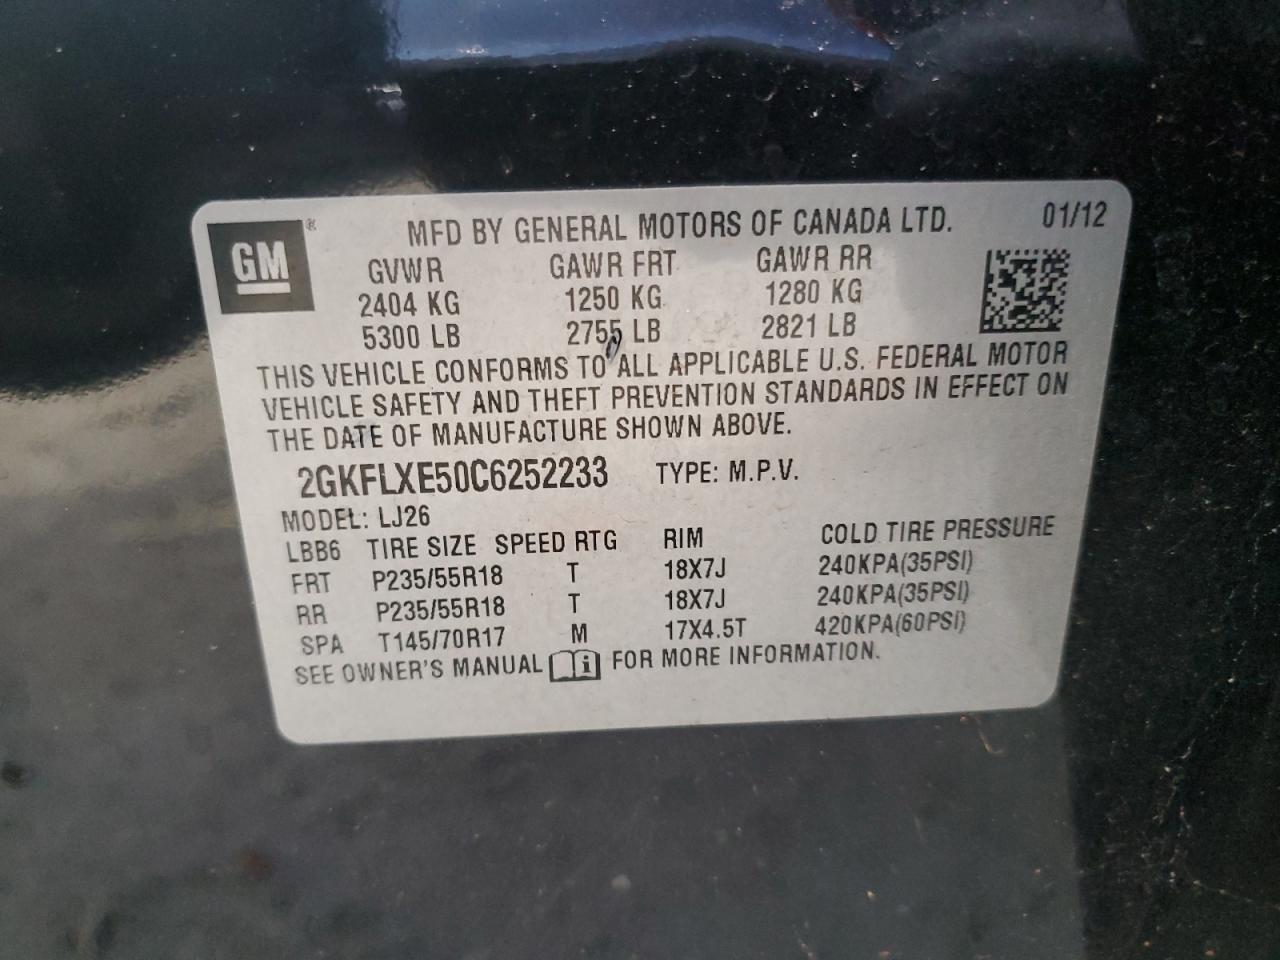 GM ®
MFD BY GENERAL MOTORS OF CANADA LTD. 01/12
GVWR GAWR FRT GAWR RR
2404 KG 1250 KG 1280 KG
5300 LB 2755 LB 2821 LB
THIS VEHICLE CONFORMS TO ALL APPLICABLE U.S. FEDERAL MOTOR
VEHICLE SAFETY AND THEFT PREVENTION STANDARDS IN EFFECT ON
THE DATE OF MANUFACTURE SHOWN ABOVE.
2GKFLXE50C6252233 TYPE: M.P.V.
MODEL: LJ26
LBB6 TIRE SIZE SPEED RTG RIM COLD TIRE PRESSURE
FRT P235/55R18 T 18X7J 240KPA(35PSI)
RR P235/55R18 T 18X7J 240KPA(35PSI)
SPA T145/70R17 M 17X4.5T 420KPA(60PSI)
SEE OWNER'S MANUAL i FOR MORE INFORMATION.